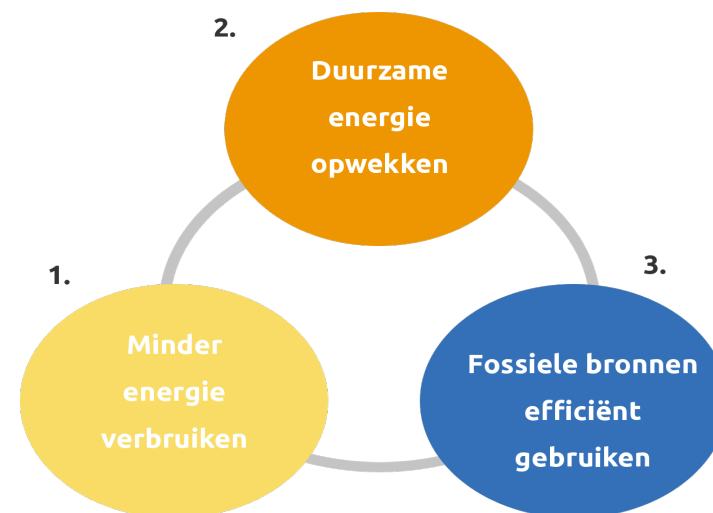 2.
Duurzame
energie
opwekken
1.
Minder
energie
verbruiken
3.
Fossiele bronnen
efficiënt
gebruiken